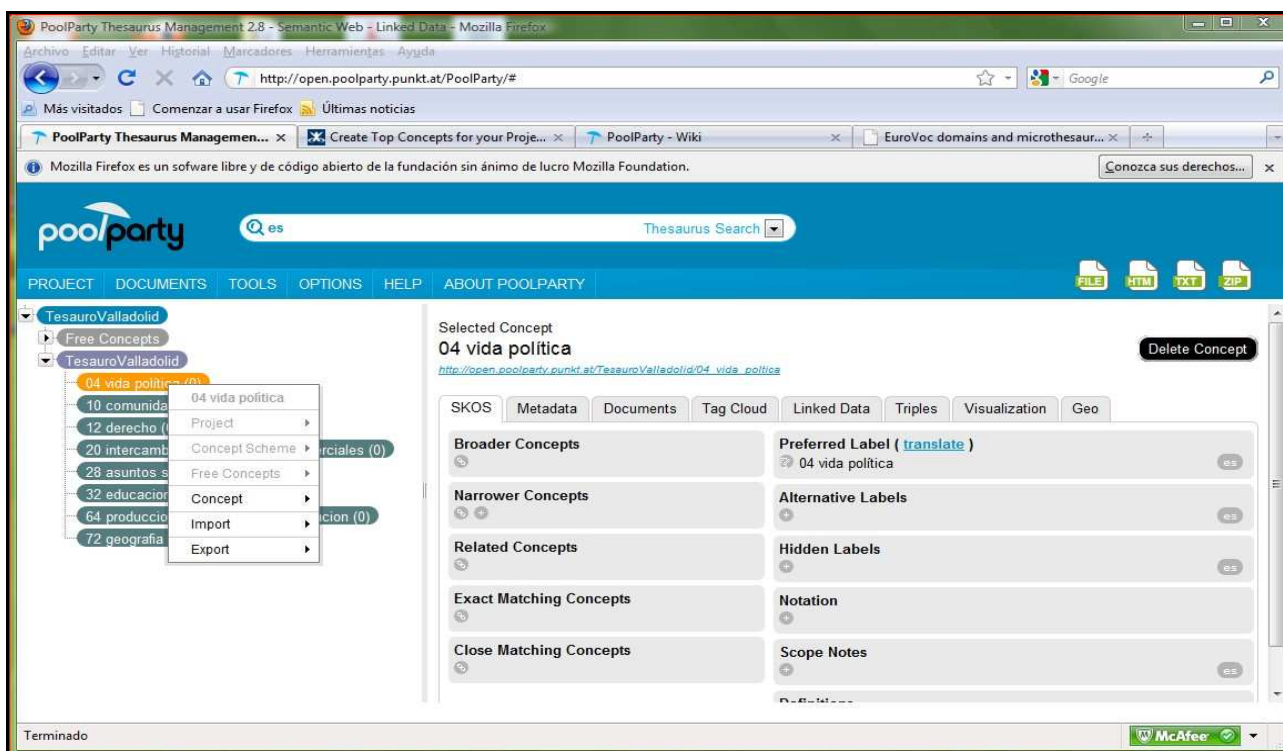 PoolParty Thesaurus Management 2.8 - Semantic Web - Linked Data - Mozilla Firefox
Archivo Editar Ver Historial Marcadores Herramientas Ayuda
http://open.poolparty.punkt.at/PoolParty/#
Google
Más visitados Comenzar a usar Firefox Últimas noticias
PoolParty Thesaurus Managemen... Create Top Concepts for your Proje... PoolParty - Wiki EuroVoc domains and microthesaur...
Mozilla Firefox es un sofware libre y de código abierto de la fundación sin ánimo de lucro Mozilla Foundation. Conozca sus derechos...
poolparty
es Thesaurus Search
PROJECT DOCUMENTS TOOLS OPTIONS HELP ABOUT POOLPARTY
FILE HTM TXT ZIP
TesauroValladolid
Free Concepts
TesauroValladolid
04 vida política (0)
10 comunida
12 derecho (
20 intercamb rciales (0)
28 asuntos s
32 educacion
64 produccio cion (0)
72 geografia
04 vida política
Project
Concept Scheme
Free Concepts
Concept
Import
Export
Selected Concept
04 vida política
Delete Concept
http://open.poolparty.punkt.at/TesauroValladolid/04_vida_poltica
SKOS Metadata Documents Tag Cloud Linked Data Triples Visualization Geo
Broader Concepts
Narrower Concepts
Related Concepts
Exact Matching Concepts
Close Matching Concepts
Preferred Label ( translate )
04 vida política es
Alternative Labels
es
Hidden Labels
es
Notation
Scope Notes
es
Definitions
Terminado
McAfee